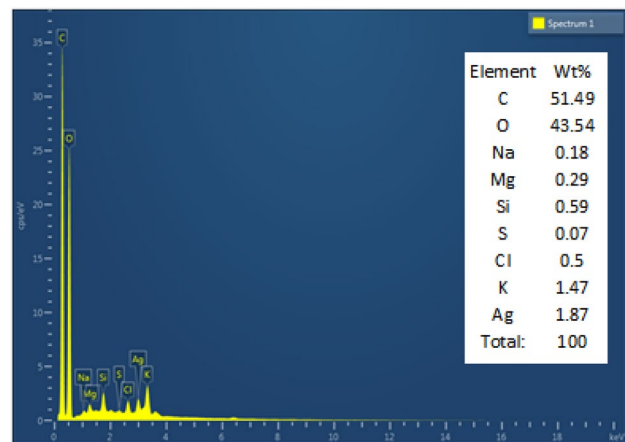 Spectrum 1
35
30
25
20
15
10
5
0
cps/eV
C
O
Na
Mg
Si
S
Cl
Ag
K
0 2 4 6 8 10 12 14 16 18 keV
Element Wt%
C 51.49
O 43.54
Na 0.18
Mg 0.29
Si 0.59
S 0.07
Cl 0.5
K 1.47
Ag 1.87
Total: 100